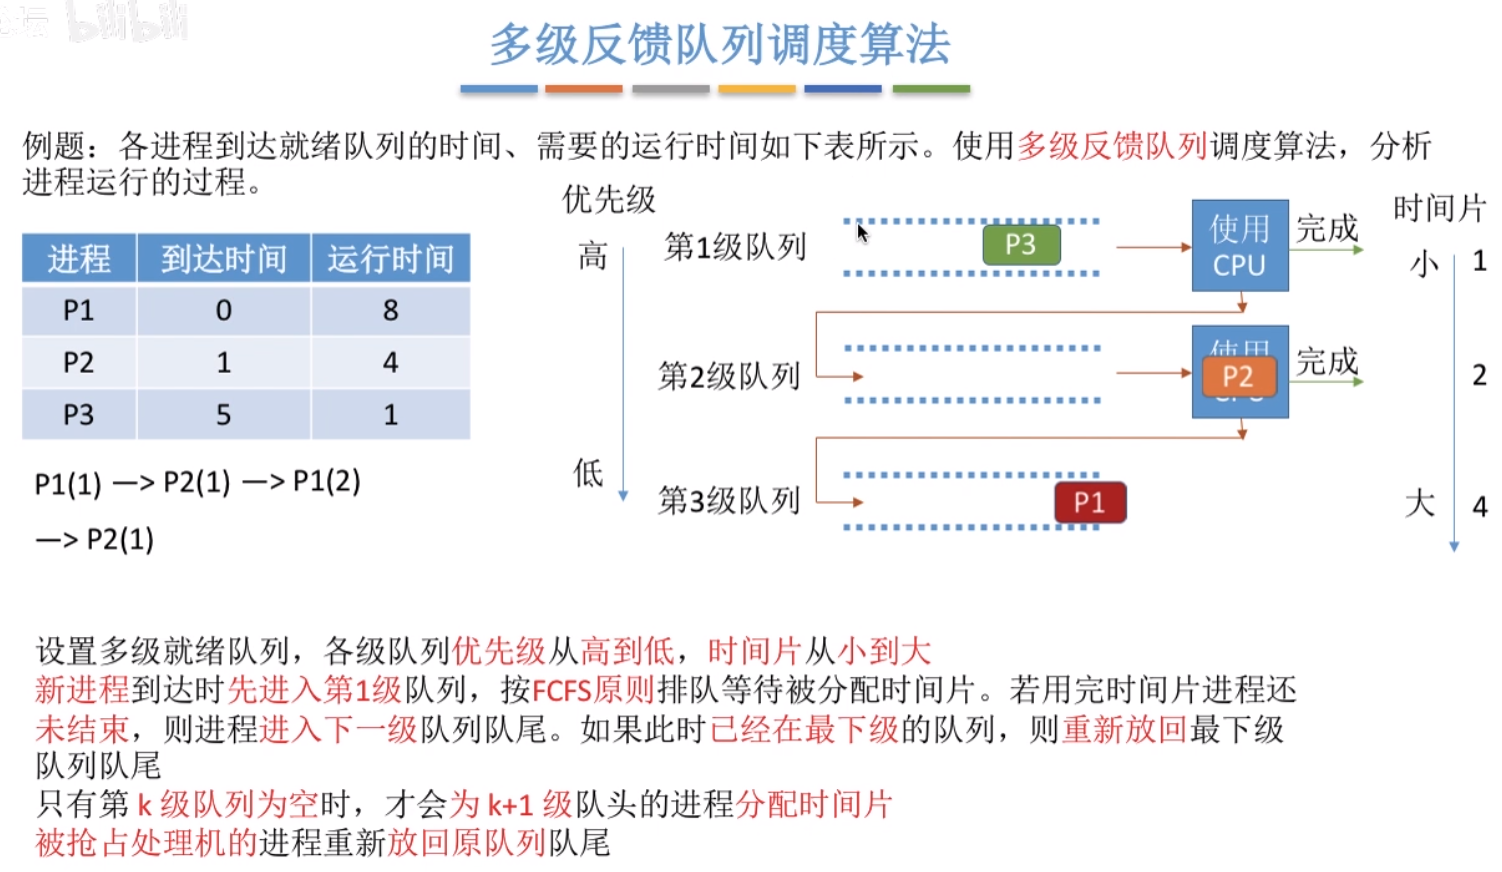 bilibili
多级反馈队列调度算法
例题：各进程到达就绪队列的时间、需要的运行时间如下表所示。使用多级反馈队列调度算法，分析
进程运行的过程。
进程 到达时间 运行时间
P1 0 8
P2 1 4
P3 5 1
P1(1) —> P2(1) —> P1(2)
—> P2(1)
优先级
高
低
第1级队列
P3
使用
CPU
完成
第2级队列
使用
P2
完成
第3级队列
P1
时间片
小 1
2
大 4
设置多级就绪队列，各级队列优先级从高到低，时间片从小到大
新进程到达时先进入第1级队列，按FCFS原则排队等待被分配时间片。若用完时间片进程还
未结束，则进程进入下一级队列队尾。如果此时已经在最下级的队列，则重新放回最下级
队列队尾
只有第 k 级队列为空时，才会为 k+1 级队头的进程分配时间片
被抢占处理机的进程重新放回原队列队尾